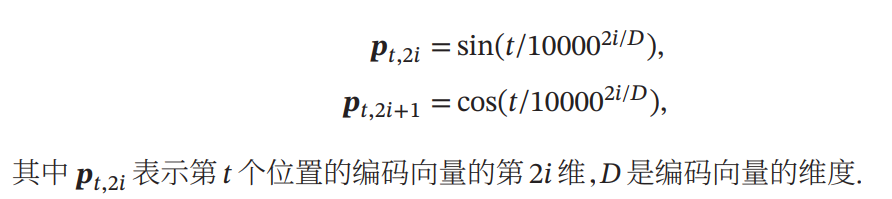 p_{t,2i} = sin(t/10000^{2i/D}),
p_{t,2i+1} = cos(t/10000^{2i/D}),
其中 p_{t,2i} 表示第 t 个位置的编码向量的第 2i 维,D 是编码向量的维度.